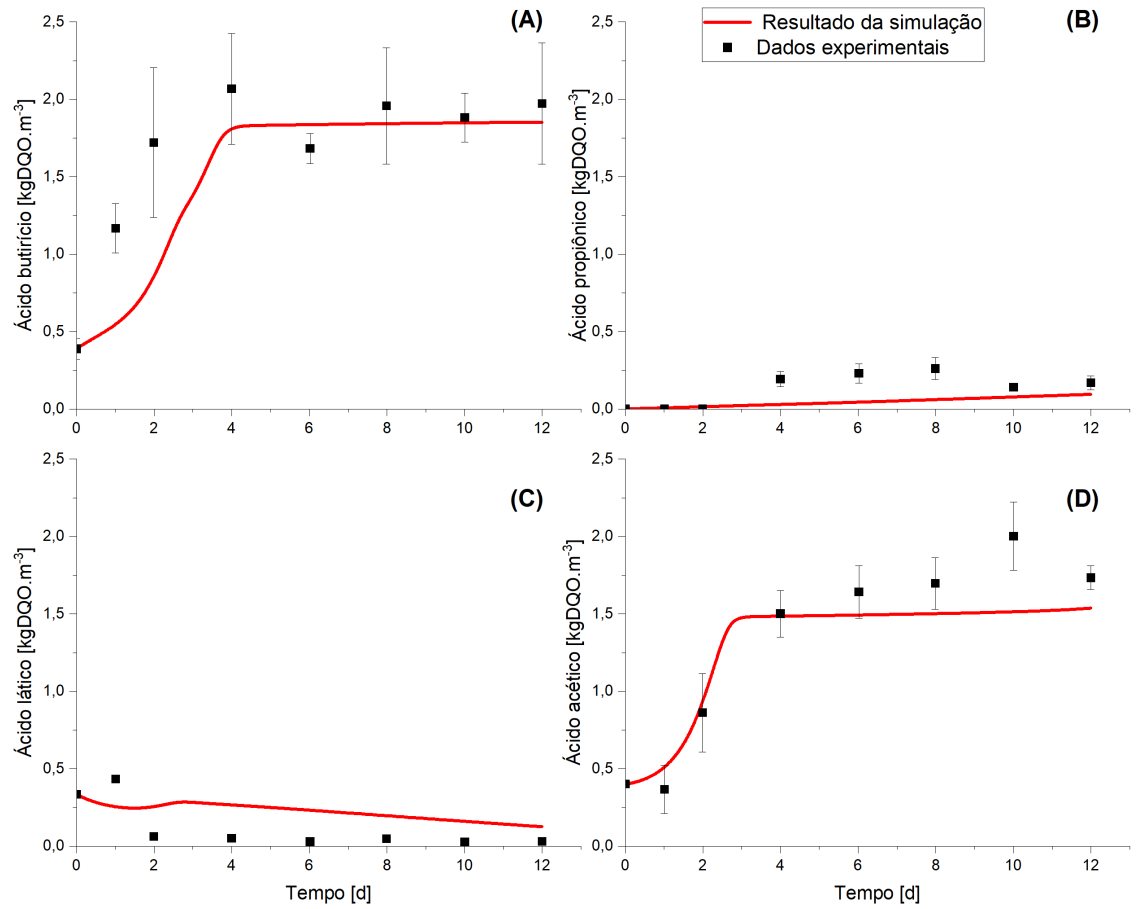 (A)
Ácido butirício [kgDQO.m-3]
2,5
2,0
1,5
1,0
0,5
0,0
0 2 4 6 8 10 12
Resultado da simulação
Dados experimentais
(B)
Ácido propiônico [kgDQO.m-3]
2,5
2,0
1,5
1,0
0,5
0,0
0 2 4 6 8 10 12
(C)
Ácido lático [kgDQO.m-3]
2,5
2,0
1,5
1,0
0,5
0,0
0 2 4 6 8 10 12
Tempo [d]
(D)
Ácido acético [kgDQO.m-3]
2,5
2,0
1,5
1,0
0,5
0,0
0 2 4 6 8 10 12
Tempo [d]